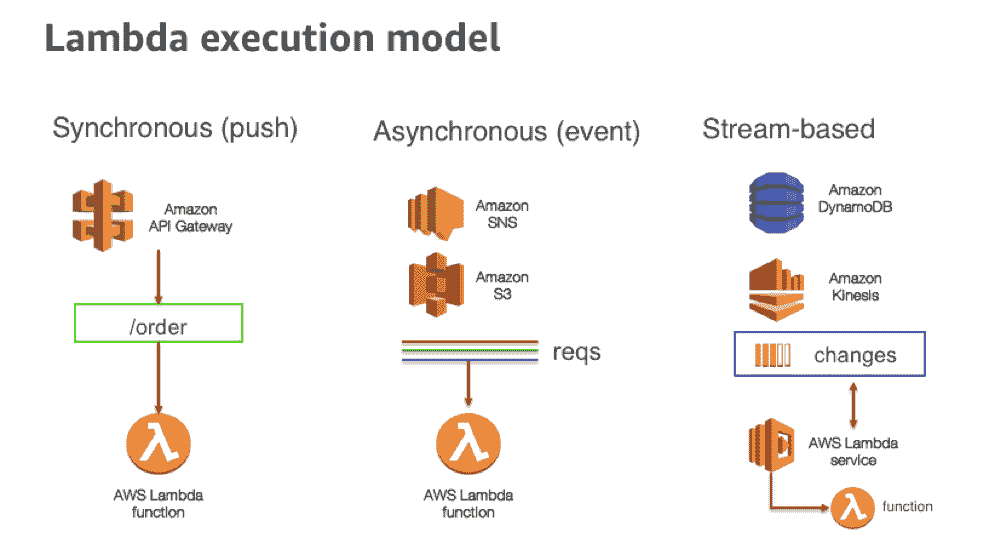 Lambda execution model
Synchronous (push)
Amazon
API Gateway
/order
AWS Lambda
function
Asynchronous (event)
Amazon
SNS
Amazon
S3
reqs
AWS Lambda
function
Stream-based
Amazon
DynamoDB
Amazon
Kinesis
changes
AWS Lambda
service
function